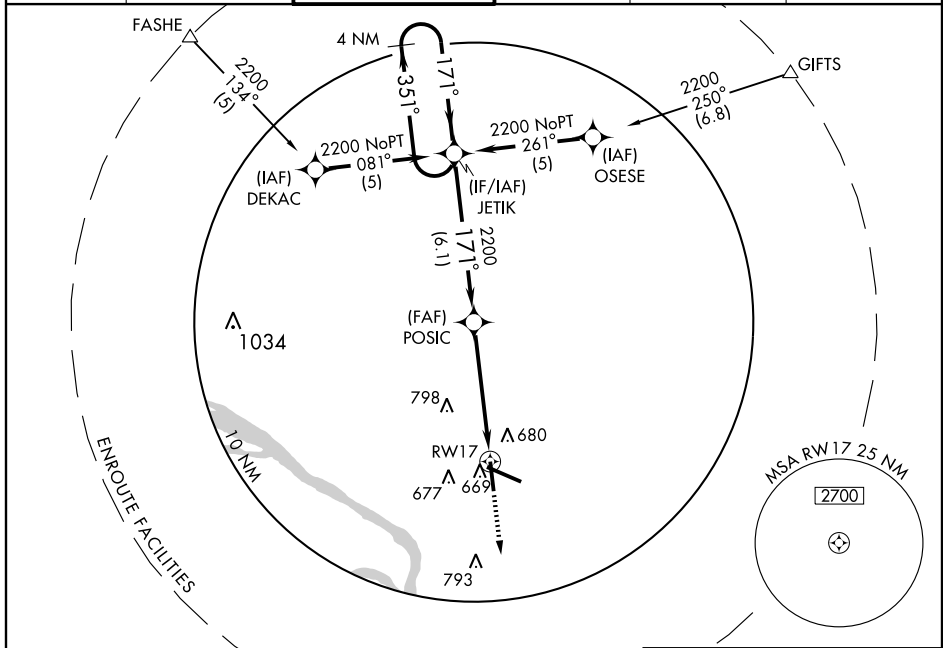 FASHE
2200
134°
(5)
4 NM
351°
171°
GIFTS
2200
250°
(6.8)
2200 NoPT
081°
(5)
2200 NoPT
261°
(5)
(IAF)
DEKAC
(IF/IAF)
JETIK
(IAF)
OSESE
2200
171°
(6.1)
(FAF)
POSIC
1034
798
680
RW17
677
669
793
10 NM
ENROUTE FACILITIES
MSA RW17 25 NM
2700